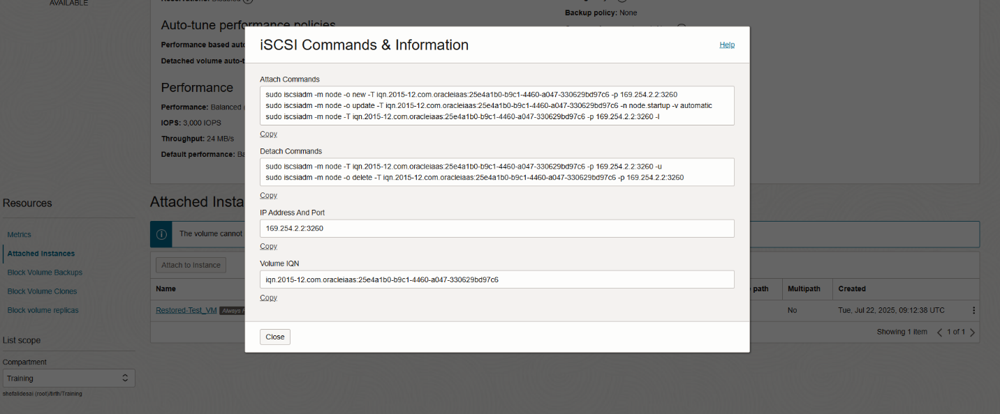 AVAILABLE
Backup policy: None
Auto-tune performance policies
Performance based auto
Detached volume auto-t
Performance
Performance: Balanced
IOPS: 3,000 IOPS
Throughput: 24 MB/s
Default performance: Ba
iSCSI Commands & Information
Help
Attach Commands
sudo iscsiadm -m node -o new -T iqn.2015-12.com.oracleiaas:25e4a1b0-b9c1-4460-a047-330629bd97c6 -p 169.254.2.2:3260
sudo iscsiadm -m node -o update -T iqn.2015-12.com.oracleiaas:25e4a1b0-b9c1-4460-a047-330629bd97c6 -n node.startup -v automatic
sudo iscsiadm -m node -T iqn.2015-12.com.oracleiaas:25e4a1b0-b9c1-4460-a047-330629bd97c6 -p 169.254.2.2:3260 -l
Copy
Detach Commands
sudo iscsiadm -m node -T iqn.2015-12.com.oracleiaas:25e4a1b0-b9c1-4460-a047-330629bd97c6 -p 169.254.2.2:3260 -u
sudo iscsiadm -m node -o delete -T iqn.2015-12.com.oracleiaas:25e4a1b0-b9c1-4460-a047-330629bd97c6 -p 169.254.2.2:3260
Copy
IP Address And Port
169.254.2.2:3260
Copy
Volume IQN
iqn.2015-12.com.oracleiaas:25e4a1b0-b9c1-4460-a047-330629bd97c6
Copy
Close
Resources
Metrics
Attached Instances
Block Volume Backups
Block Volume Clones
Block volume replicas
List scope
Compartment
Training
shefalidesai (root)/tirth/Training
Attached Insta
The volume cannot
Attach to Instance
Name path Multipath Created
Restored-Test_VM Always No Tue, Jul 22, 2025, 09:12:38 UTC
Showing 1 item 1 of 1